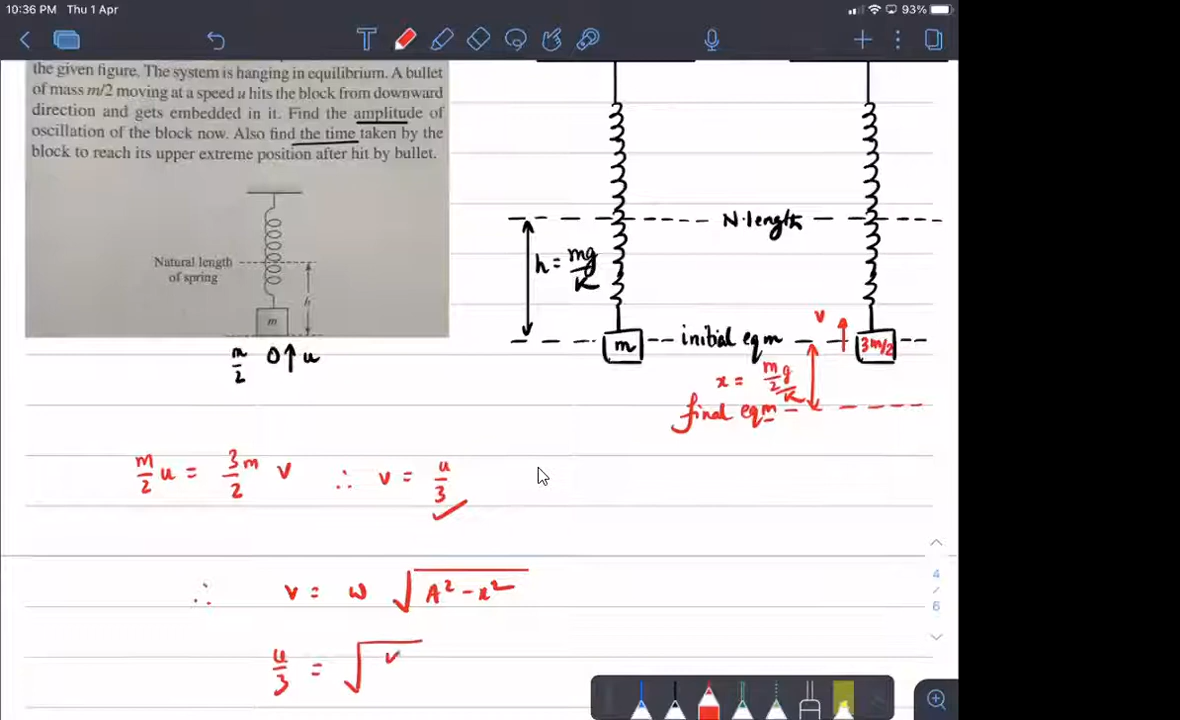 10:36 PM Thu 1 Apr
93%
the given figure. The system is hanging in equilibrium. A bullet
of mass m/2 moving at a speed u hits the block from downward
direction and gets embedded in it. Find the amplitude of
oscillation of the block now. Also find the time taken by the
block to reach its upper extreme position after hit by bullet.
Natural length
of spring
h
m
m/2 u
N.length
h = mg/K
m
initial eqm
v
3m/2
x = m/2 g/K
final eqm
m/2 u = 3m/2 v ∴ v = u/3
∴ v = ω √(A² - x²)
u/3 = √
4
/
6